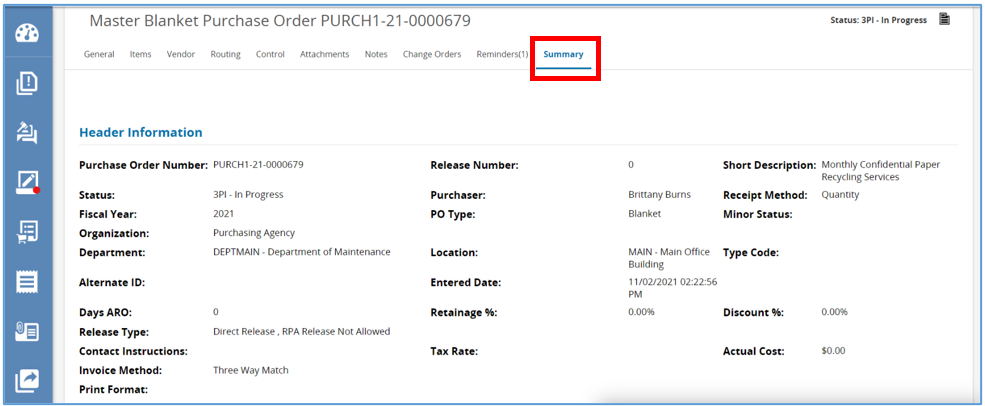 Master Blanket Purchase Order PURCH1-21-0000679
Status: 3PI - In Progress
General Items Vendor Routing Control Attachments Notes Change Orders Reminders(1) Summary
Header Information
Purchase Order Number: PURCH1-21-0000679 Release Number: 0 Short Description: Monthly Confidential Paper
Recycling Services
Status: 3PI - In Progress Purchaser: Brittany Burns Receipt Method: Quantity
Fiscal Year: 2021 PO Type: Blanket Minor Status:
Organization: Purchasing Agency
Department: DEPTMAIN - Department of Maintenance Location: MAIN - Main Office Type Code:
Building
Alternate ID: Entered Date: 11/02/2021 02:22:56
PM
Days ARO: 0 Retainage %: 0.00% Discount %: 0.00%
Release Type: Direct Release , RPA Release Not Allowed
Contact Instructions: Tax Rate: Actual Cost: $0.00
Invoice Method: Three Way Match
Print Format: